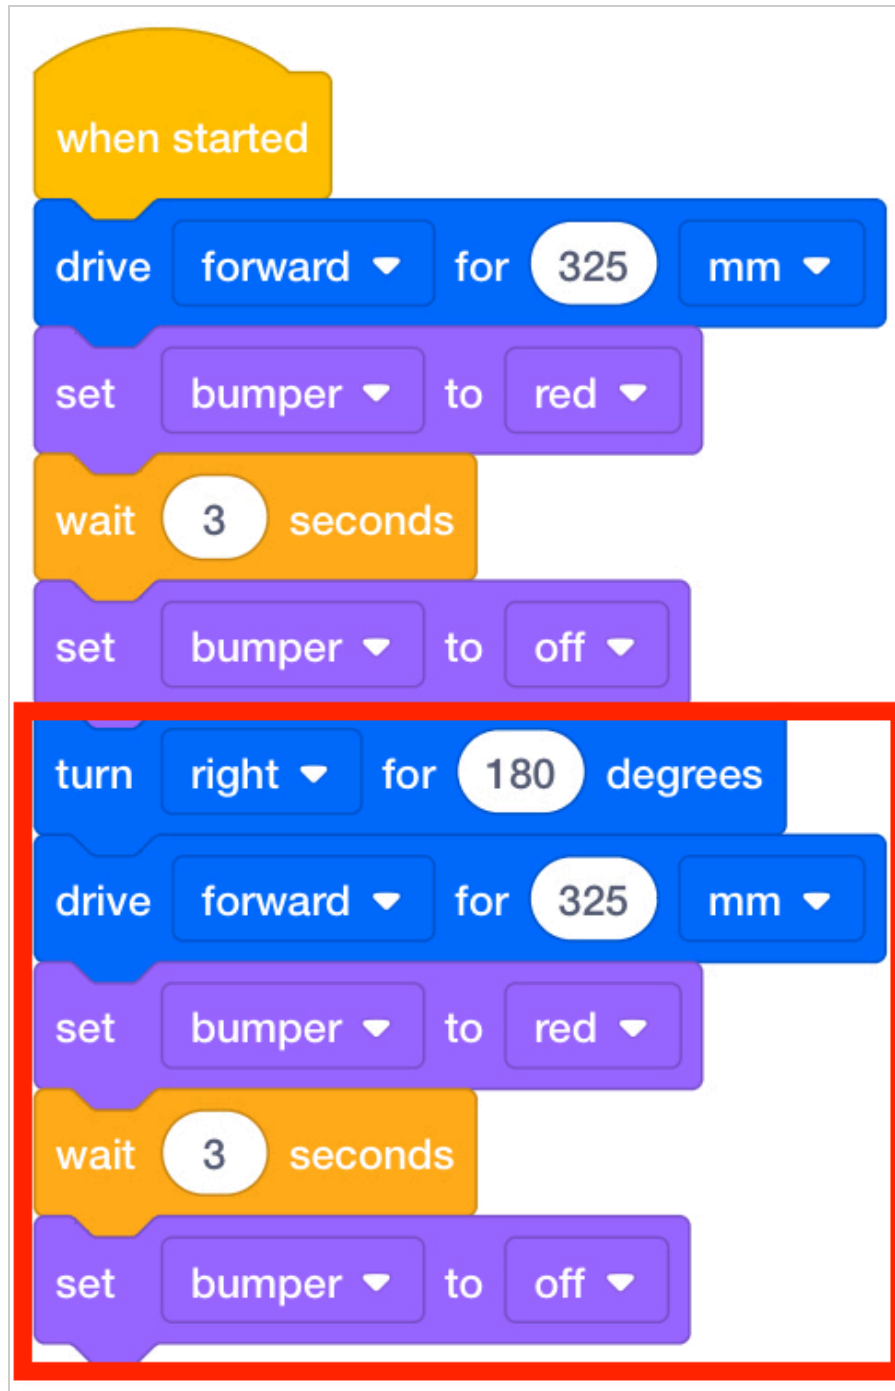 when started
drive forward for 325 mm
set bumper to red
wait 3 seconds
set bumper to off
turn right for 180 degrees
drive forward for 325 mm
set bumper to red
wait 3 seconds
set bumper to off